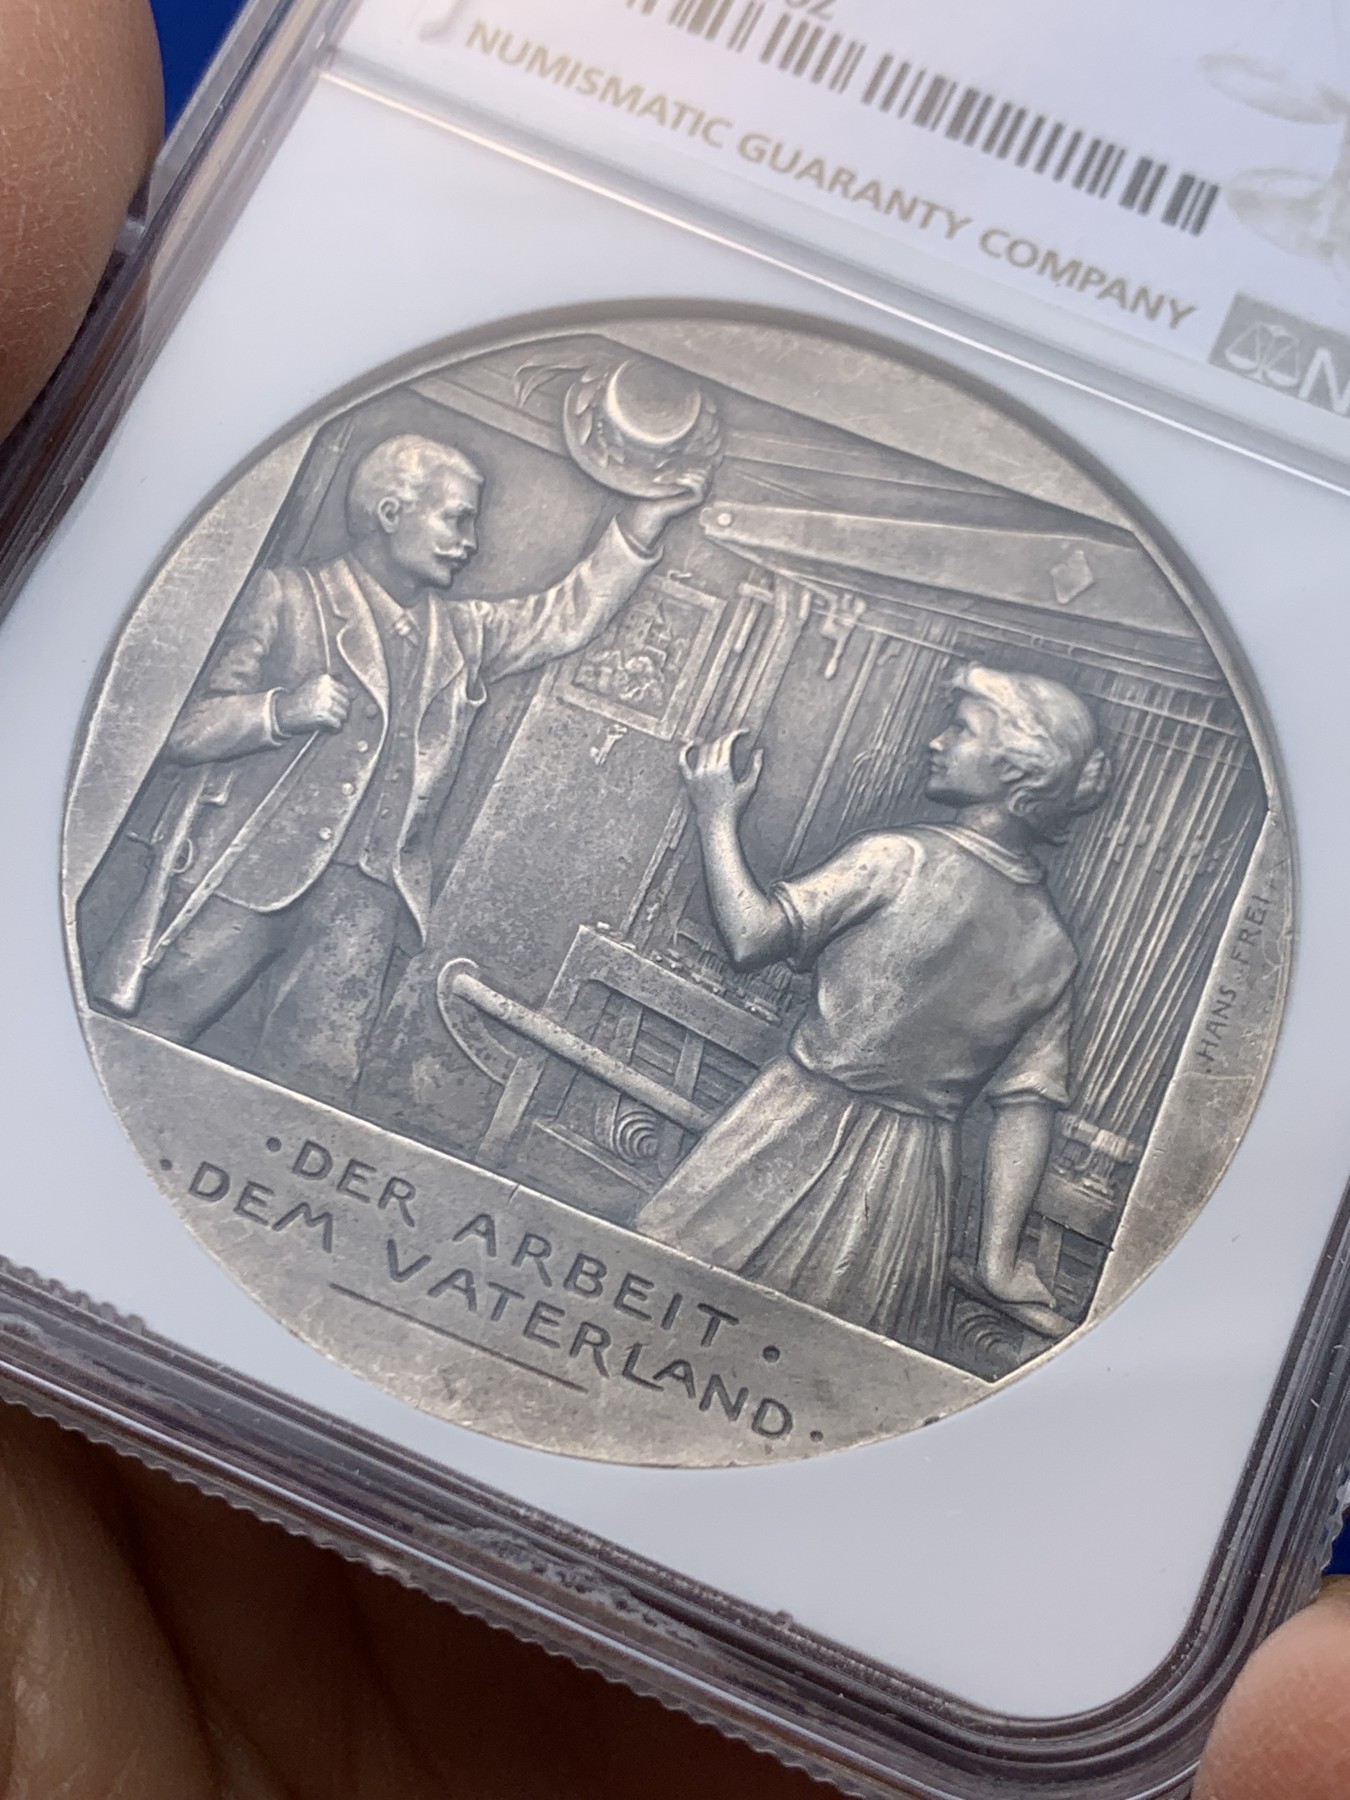 NUMISMATIC GUARANTY COMPANY
N
·HANS·FREI·
·DER ARBEIT·
·DEM VATERLAND·